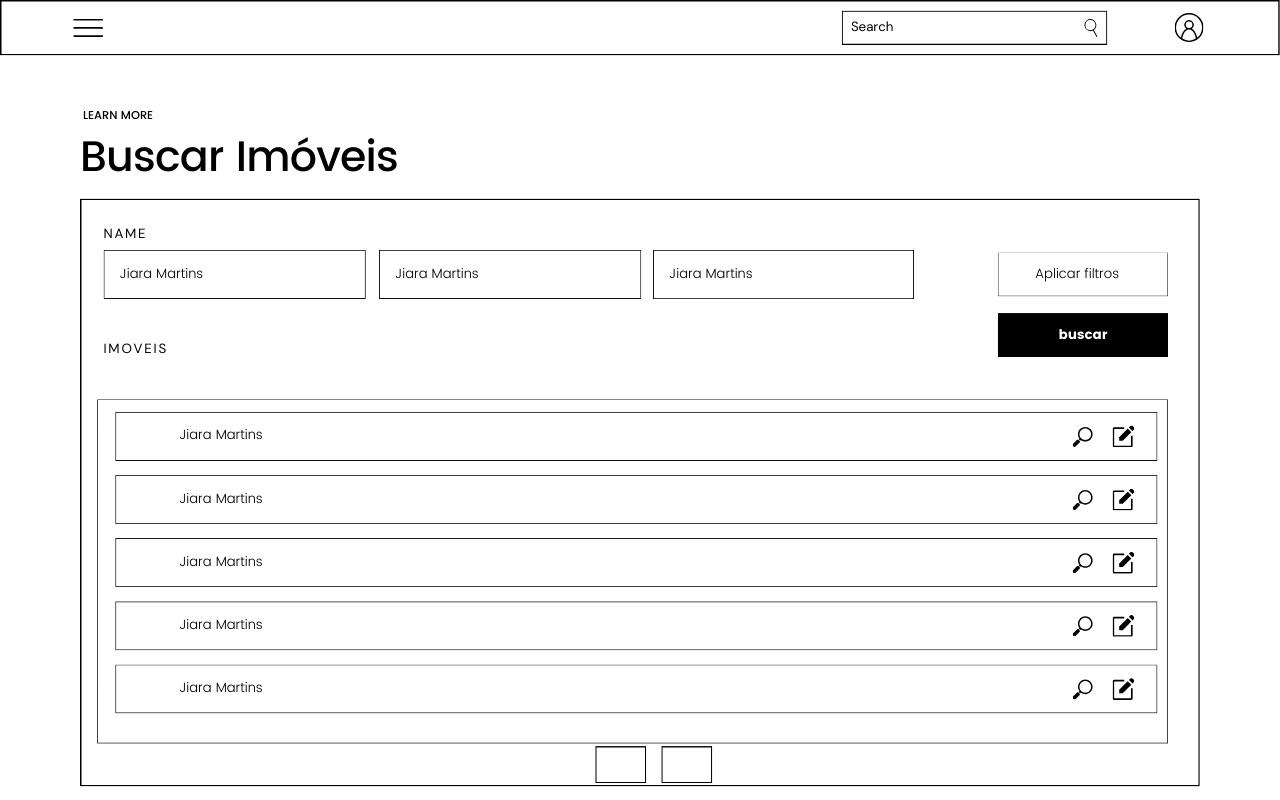 Search
LEARN MORE
Buscar Imóveis
NAME
Jiara Martins
Jiara Martins
Jiara Martins
Aplicar filtros
buscar
IMOVEIS
Jiara Martins
Jiara Martins
Jiara Martins
Jiara Martins
Jiara Martins